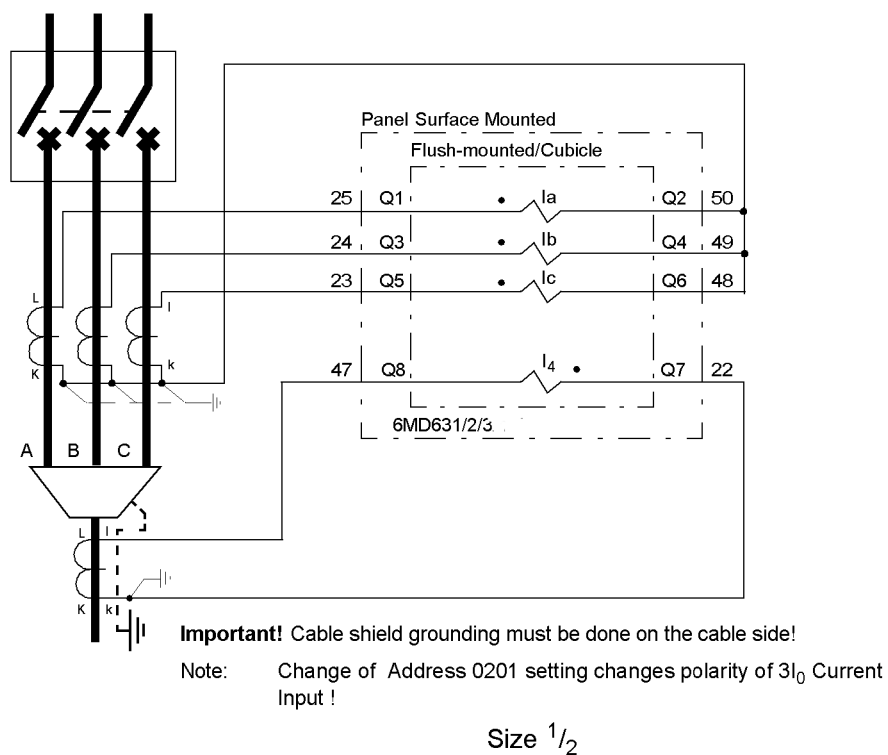 Panel Surface Mounted
Flush-mounted/Cubicle
25 Q1 Ia Q2 50
24 Q3 Ib Q4 49
23 Q5 Ic Q6 48
L l
K k
47 Q8 I4 Q7 22
6MD631/2/3
A B C
L l
K k
Important! Cable shield grounding must be done on the cable side!
Note: Change of Address 0201 setting changes polarity of 3I0 Current
Input !
Size 1/2